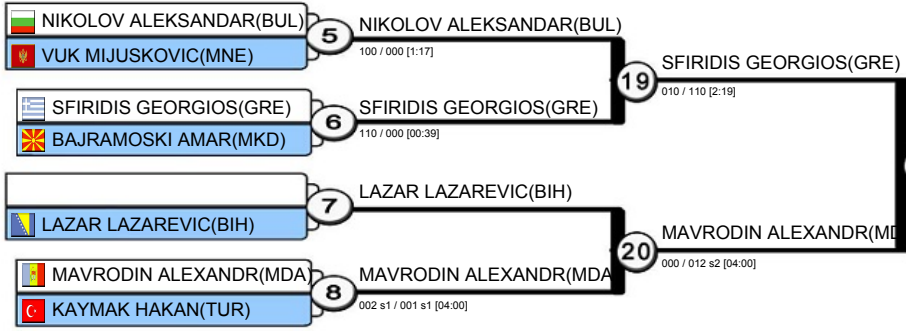 NIKOLOV ALEKSANDAR(BUL)
VUK MIJUSKOVIC(MNE)
5
NIKOLOV ALEKSANDAR(BUL)
100 / 000 [1:17]
SFIRIDIS GEORGIOS(GRE)
BAJRAMOSKI AMAR(MKD)
6
SFIRIDIS GEORGIOS(GRE)
110 / 000 [00:39]
19
SFIRIDIS GEORGIOS(GRE)
010 / 110 [2:19]
LAZAR LAZAREVIC(BIH)
7
LAZAR LAZAREVIC(BIH)
MAVRODIN ALEXANDR(MDA)
KAYMAK HAKAN(TUR)
8
MAVRODIN ALEXANDR(MDA
002 s1 / 001 s1 [04:00]
20
MAVRODIN ALEXANDR(MD
000 / 012 s2 [04:00]